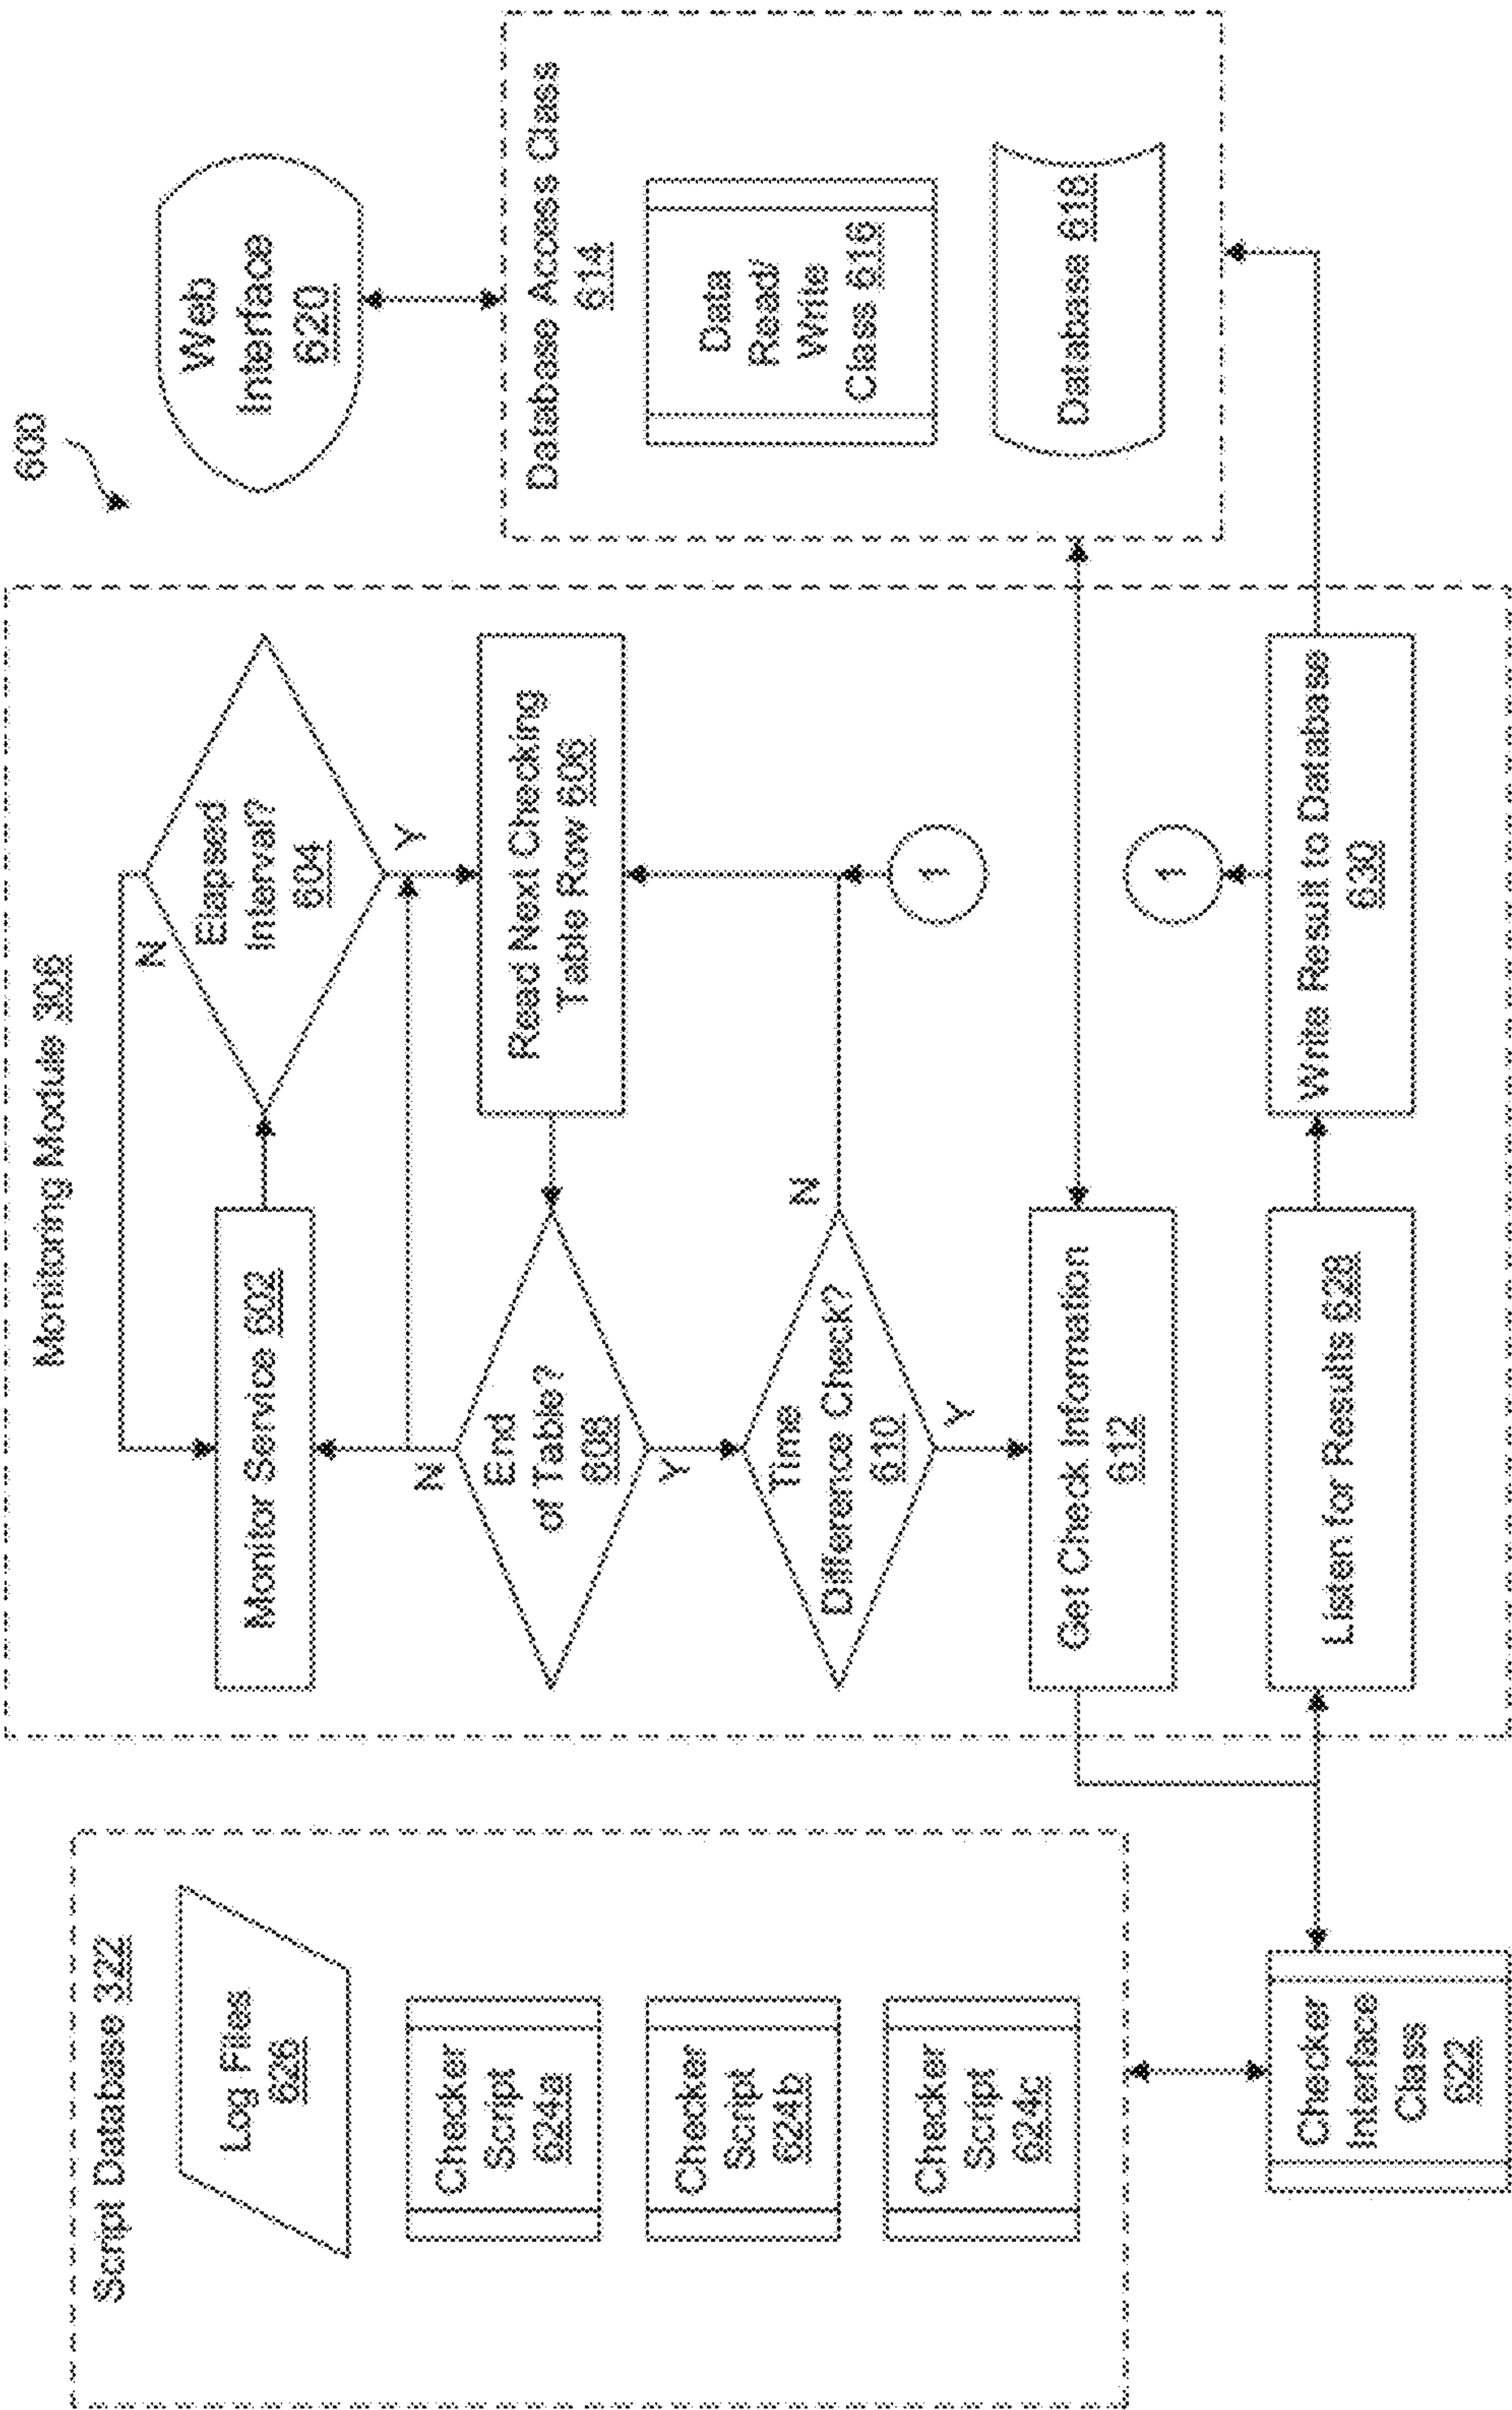 600
Script Database 322
Log Files
626
Checker
Script
624a
Checker
Script
624b
Checker
Script
624c
Checker
Interface
Class
622
Monitoring Module 306
Monitor Service 602
N
Elapsed
Interval?
604
Y
Read Next Checking
Table Row 606
N
End
of Table?
608
Y
Time
Difference Check?
610
N
Y
Get Check Information
612
1
1
Listen for Results 628
Write Result to Database
630
Web
Interface
620
Database Access Class
614
Data
Read/
Write
Class 616
Database 618